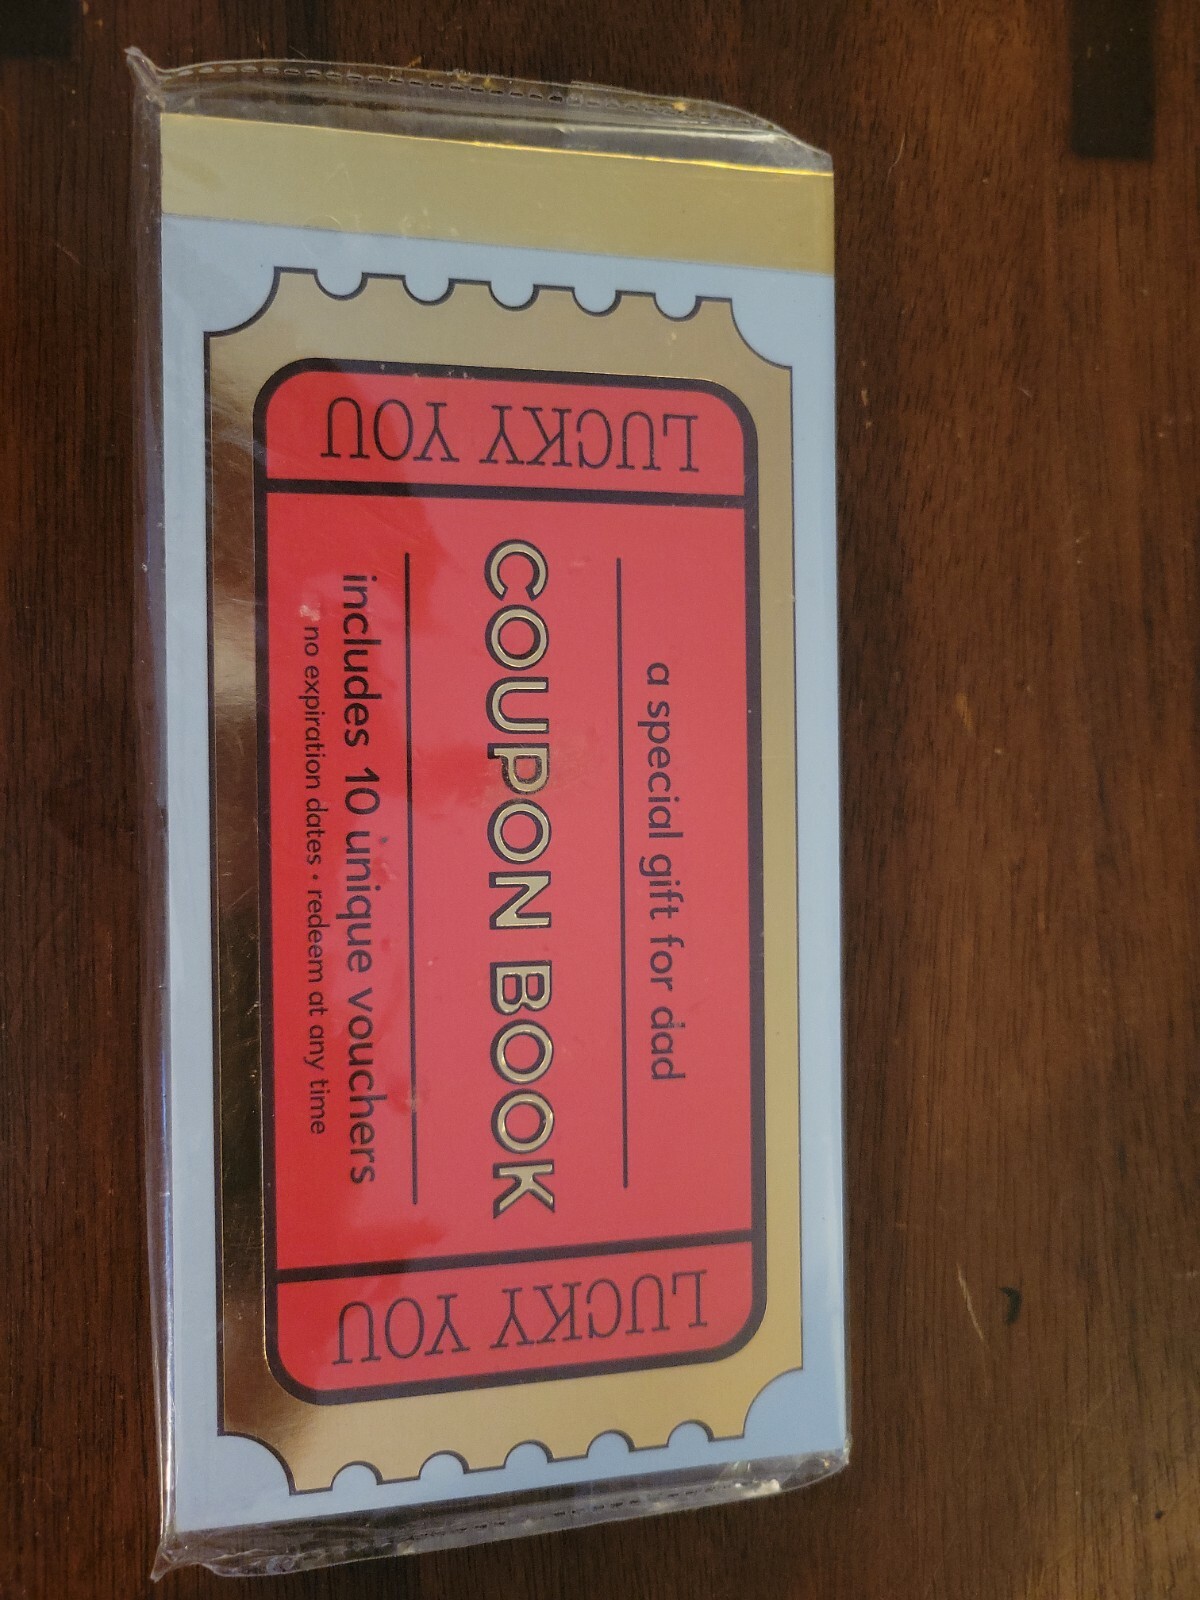 LUCKY YOU
a special gift for dad
COUPON BOOK
includes 10 unique vouchers
no expiration dates • redeem at any time
LUCKY YOU